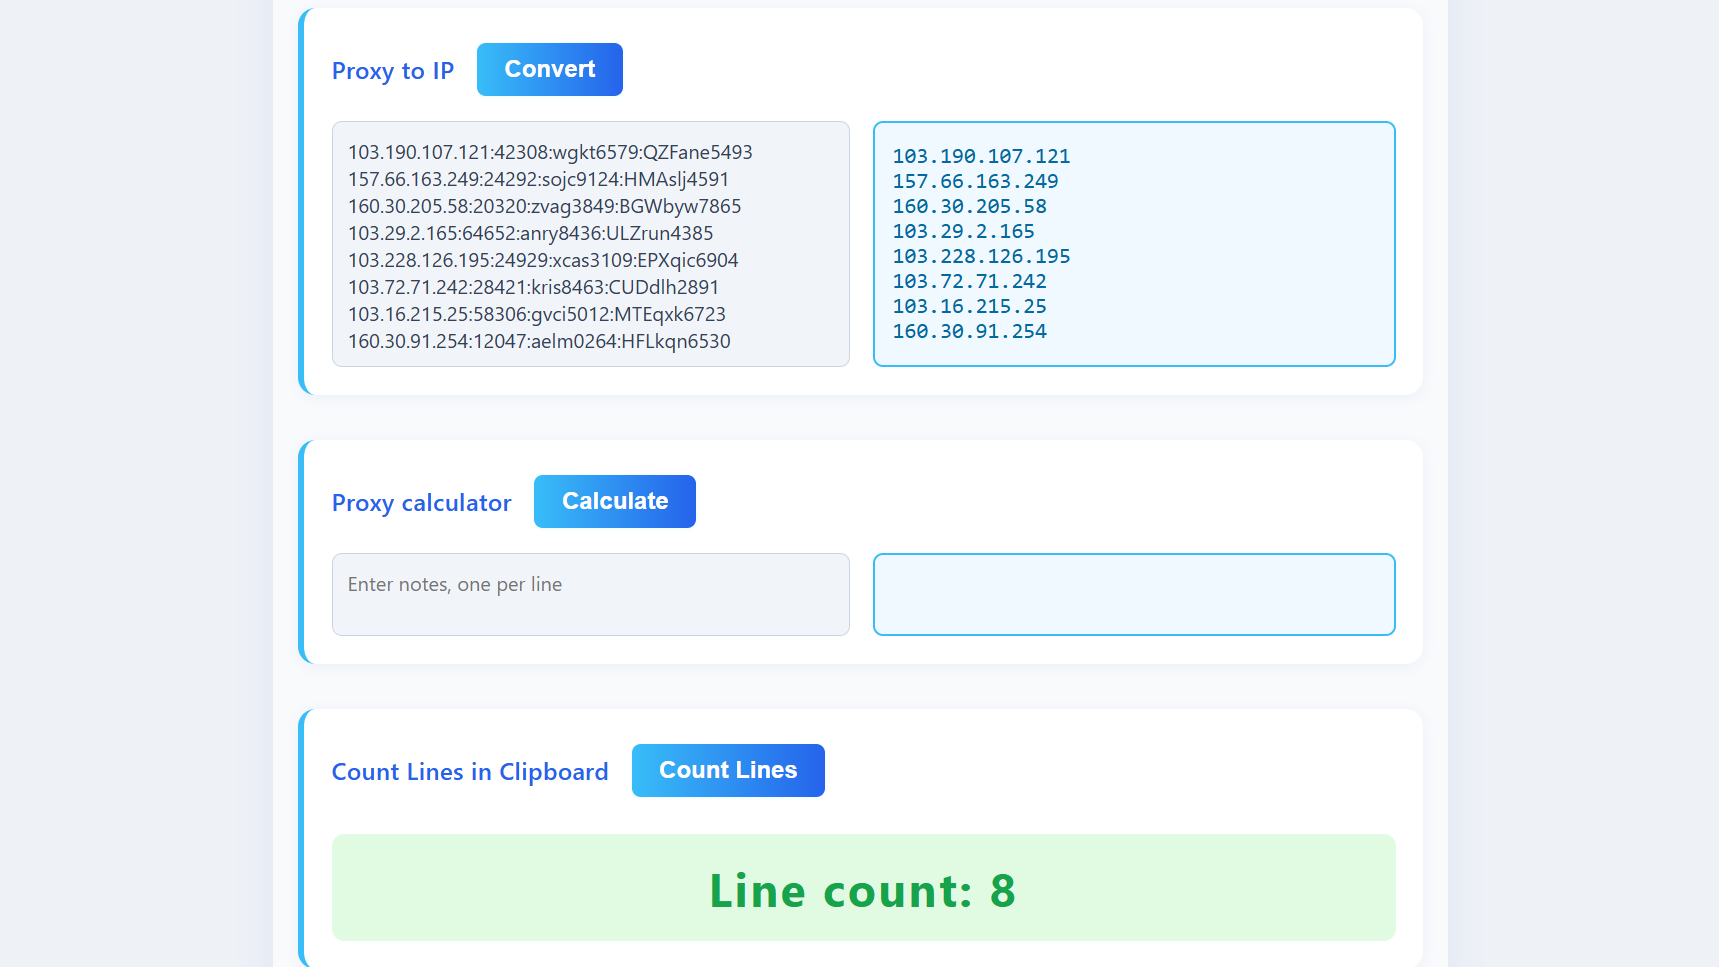 Proxy to IP
Convert
103.190.107.121:42308:wgkt6579:QZFane5493
157.66.163.249:24292:sojc9124:HMAslj4591
160.30.205.58:20320:zvag3849:BGWbyw7865
103.29.2.165:64652:anry8436:ULZrun4385
103.228.126.195:24929:xcas3109:EPXqic6904
103.72.71.242:28421:kris8463:CUDdlh2891
103.16.215.25:58306:gvci5012:MTEqxk6723
160.30.91.254:12047:aelm0264:HFLkqn6530
103.190.107.121
157.66.163.249
160.30.205.58
103.29.2.165
103.228.126.195
103.72.71.242
103.16.215.25
160.30.91.254
Proxy calculator
Calculate
Enter notes, one per line
Count Lines in Clipboard
Count Lines
Line count: 8